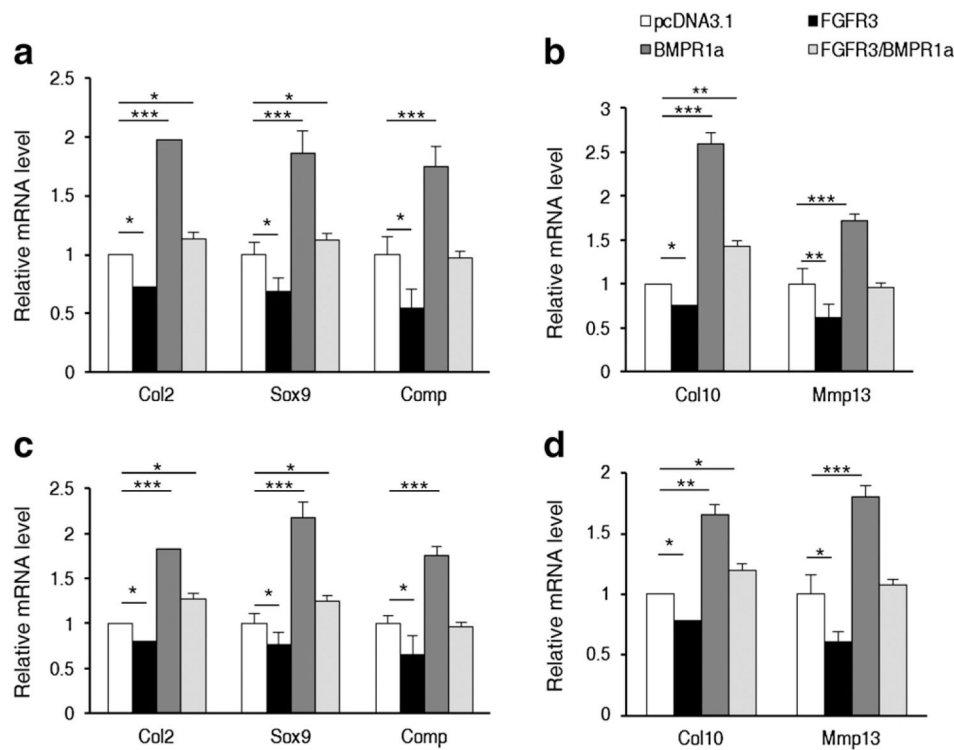 pcDNA3.1
FGFR3
BMPR1a
FGFR3/BMPR1a
a
Relative mRNA level
2.5
2
1.5
1
0.5
0
*
***
*
*
***
*
***
*
Col2
Sox9
Comp
b
Relative mRNA level
3
2.5
2
1.5
1
0.5
0
**
***
*
***
**
Col10
Mmp13
c
Relative mRNA level
2.5
2
1.5
1
0.5
0
*
***
*
*
***
*
***
*
Col2
Sox9
Comp
d
Relative mRNA level
2
1.5
1
0.5
0
*
**
*
***
*
Col10
Mmp13